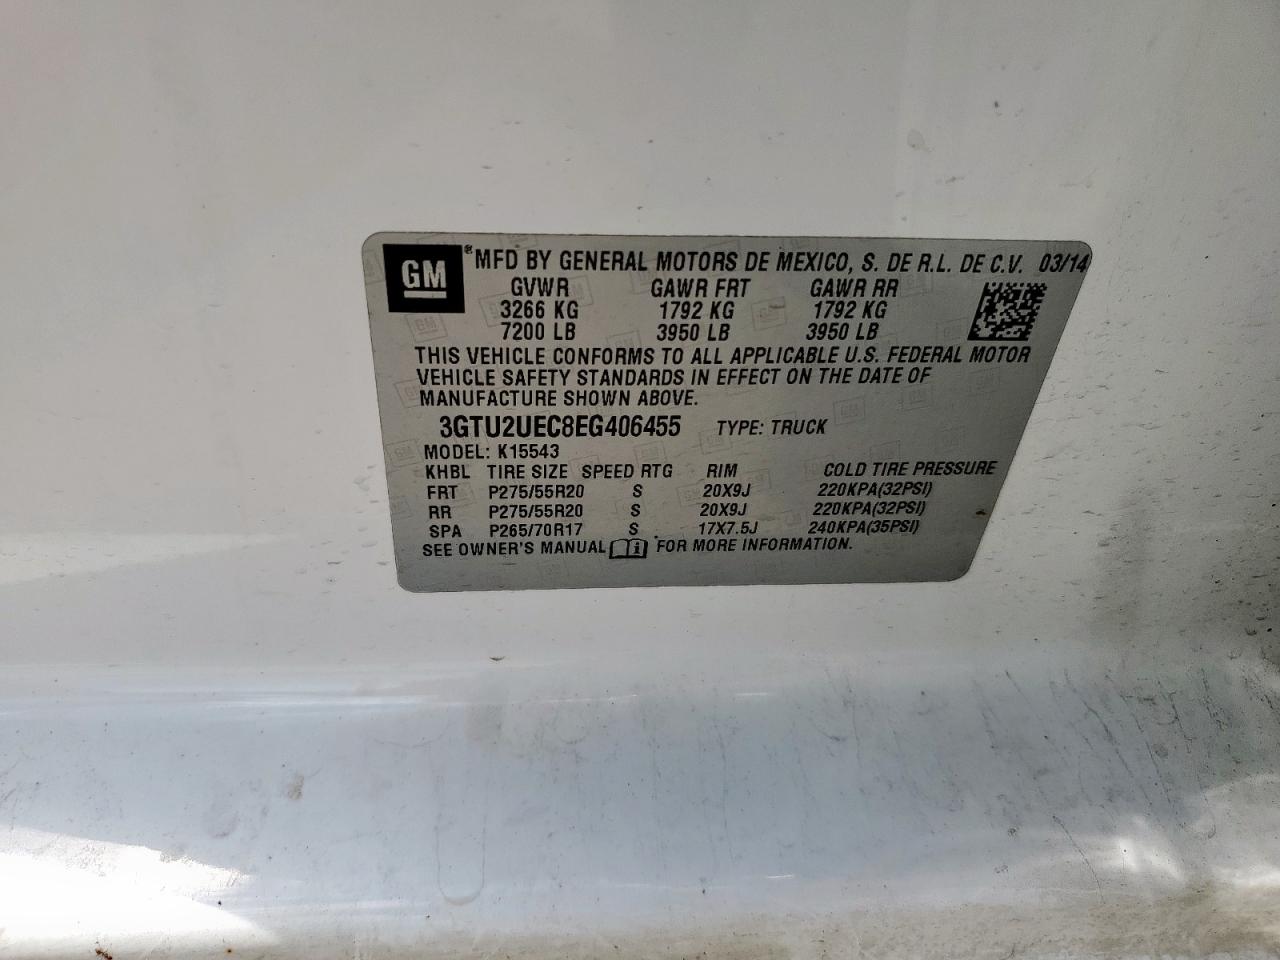 GM ® MFD BY GENERAL MOTORS DE MEXICO, S. DE R.L. DE C.V. 03/14
GVWR GAWR FRT GAWR RR
3266 KG 1792 KG 1792 KG
7200 LB 3950 LB 3950 LB
THIS VEHICLE CONFORMS TO ALL APPLICABLE U.S. FEDERAL MOTOR
VEHICLE SAFETY STANDARDS IN EFFECT ON THE DATE OF
MANUFACTURE SHOWN ABOVE.
3GTU2UEC8EG406455 TYPE: TRUCK
MODEL: K15543
KHBL TIRE SIZE SPEED RTG RIM COLD TIRE PRESSURE
FRT P275/55R20 S 20X9J 220KPA(32PSI)
RR P275/55R20 S 20X9J 220KPA(32PSI)
SPA P265/70R17 S 17X7.5J 240KPA(35PSI)
SEE OWNER'S MANUAL i FOR MORE INFORMATION.